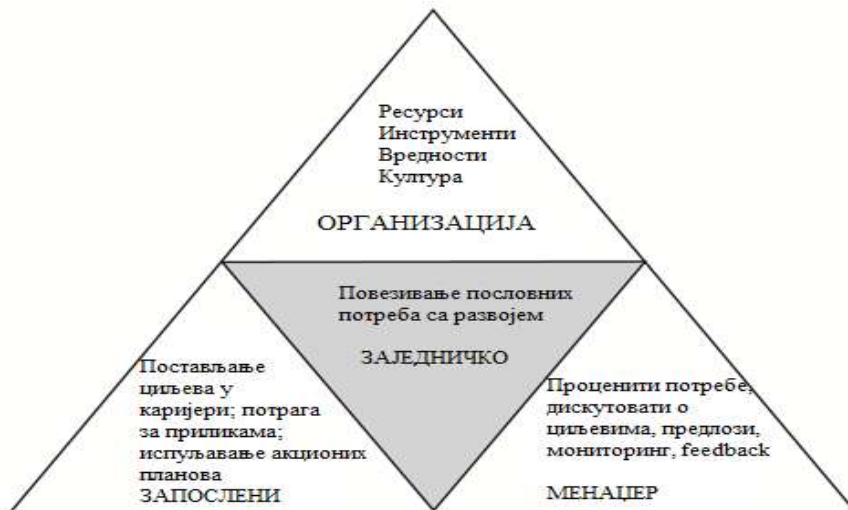 Ресурси
Инструменти
Вредности
Култура
ОРГАНИЗАЦИЈА
Повезивање пословних
потреба са развојем
ЗАЈЕДНИЧКО
Постављање
циљева у
каријери; потрага
за приликама;
испуљавање акционих
планова
ЗАПОСЛЕНИ
Проценити потребе,
дискутовати о
циљевима, предлози,
мониторинг, feedback
МЕНАЏЕР